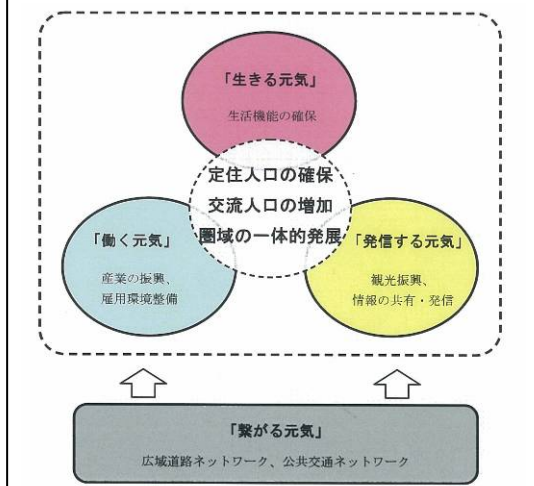 「生きる元気」
生活機能の確保
定住人口の確保
交流人口の増加
圏域の一体的発展
「働く元気」
産業の振興、
雇用環境整備
「発信する元気」
観光振興、
情報の共有・発信
「繋がる元気」
広域道路ネットワーク、公共交通ネットワーク